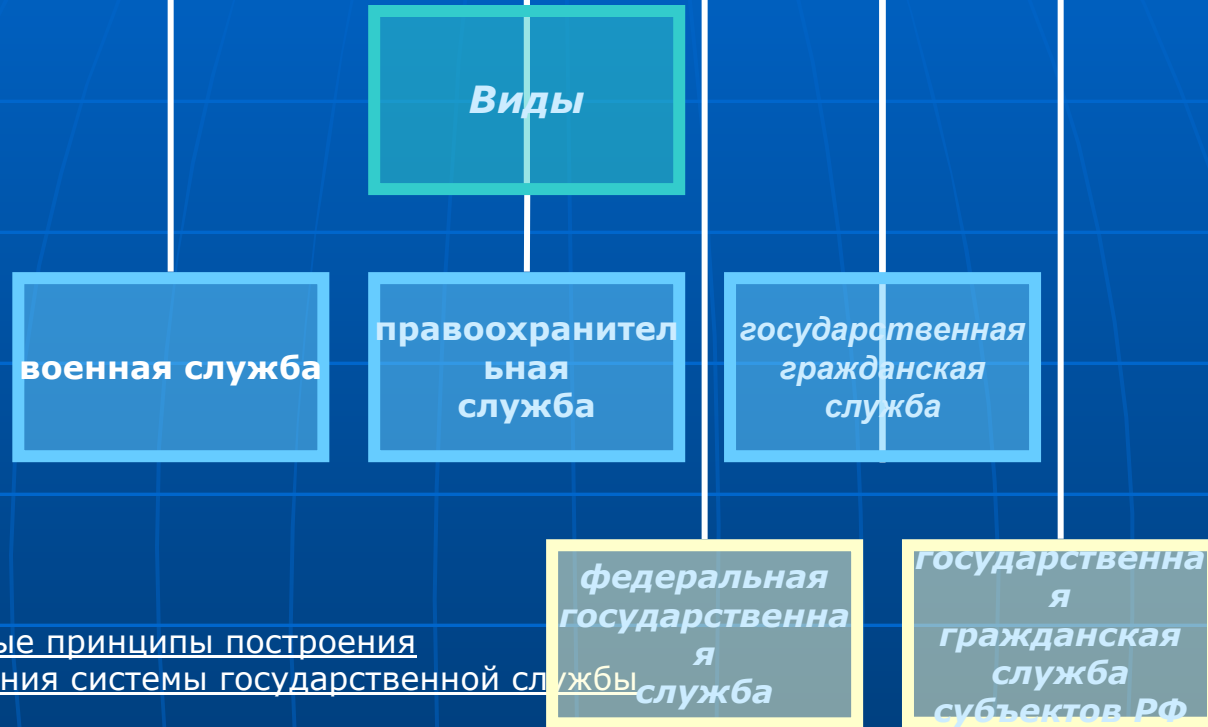 Виды
военная служба
правоохранител
ьная
служба
государственная
гражданская
служба
федеральная
государственна
я
служба
государственна
я
гражданская
служба
субъектов РФ
ые принципы построения
ния системы государственной службы